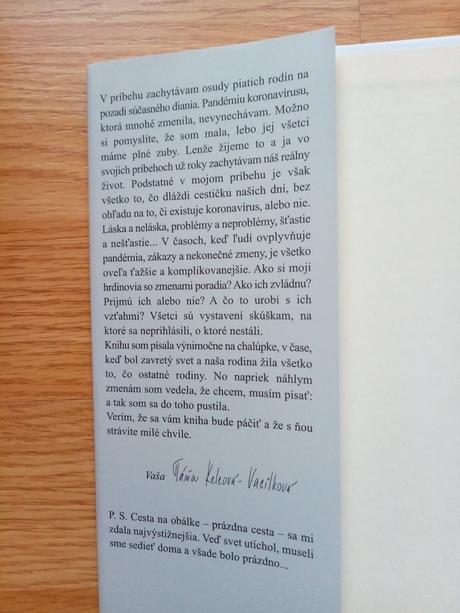 V príbehu zachytávam osudy piatich rodín na
pozadí súčasného diania. Pandémiu koronavírusu,
ktorá mnohé zmenila, nevynechávam. Možno
si pomyslíte, že som mala, lebo jej všetci
máme plné zuby. Lenže žijeme to a ja vo
svojich príbehoch už roky zachytávam náš reálny
život. Podstatné v mojom príbehu je však
všetko to, čo dláždi cestičku našich dní, bez
ohľadu na to, či existuje koronavírus, alebo nie.
Láska a neláska, problémy a neproblémy, šťastie
a nešťastie... V časoch, keď ľudí ovplyvňuje
pandémia, zákazy a nekonečné zmeny, je všetko
oveľa ťažšie a komplikovanejšie. Ako si moji
hrdinovia so zmenami poradia? Ako ich zvládnu?
Prijmú ich alebo nie? A čo to urobí s ich
vzťahmi? Všetci sú vystavení skúškam, na
ktoré sa neprihlásili, o ktoré nestáli.
Knihu som písala výnimočne na chalúpke, v čase,
keď bol zavretý svet a naša rodina žila všetko
to, čo ostatné rodiny. No napriek náhlym
zmenám som vedela, že chcem, musím písať:
a tak som sa do toho pustila.
Verím, že sa vám kniha bude páčiť a že s ňou
strávite milé chvíle.
Vaša Táňa Keleová-Vasilková
P. S. Cesta na obálke – prázdna cesta – sa mi
zdala najvýstižnejšia. Veď svet utíchol, museli
sme sedieť doma a všade bolo prázdno...